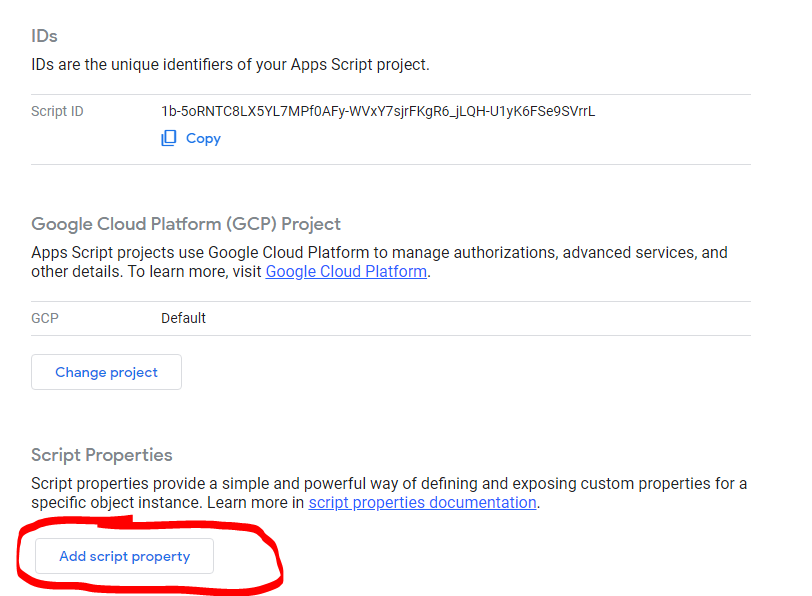 IDs
IDs are the unique identifiers of your Apps Script project.
Script ID 1b-5oRNTC8LX5YL7MPf0AFy-WVxY7sjrFKgR6_jLQH-U1yK6FSe9SVrrL
Copy
Google Cloud Platform (GCP) Project
Apps Script projects use Google Cloud Platform to manage authorizations, advanced services, and
other details. To learn more, visit Google Cloud Platform.
GCP Default
Change project
Script Properties
Script properties provide a simple and powerful way of defining and exposing custom properties for a
specific object instance. Learn more in script properties documentation.
Add script property